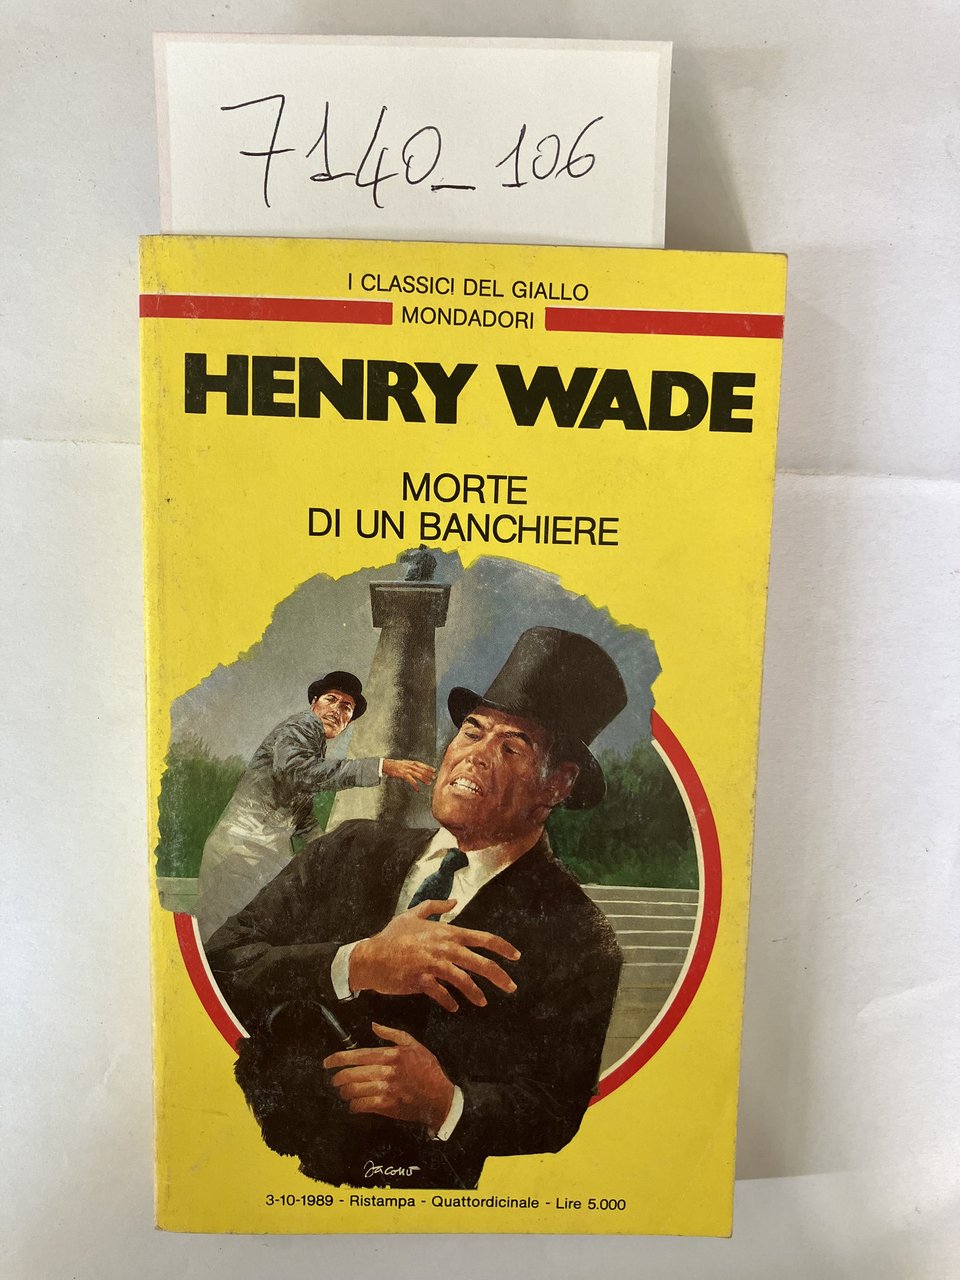 7140_106
I CLASSICI DEL GIALLO
MONDADORI
HENRY WADE
MORTE
DI UN BANCHIERE
Jacono
3-10-1989 - Ristampa - Quattordicinale - Lire 5.000